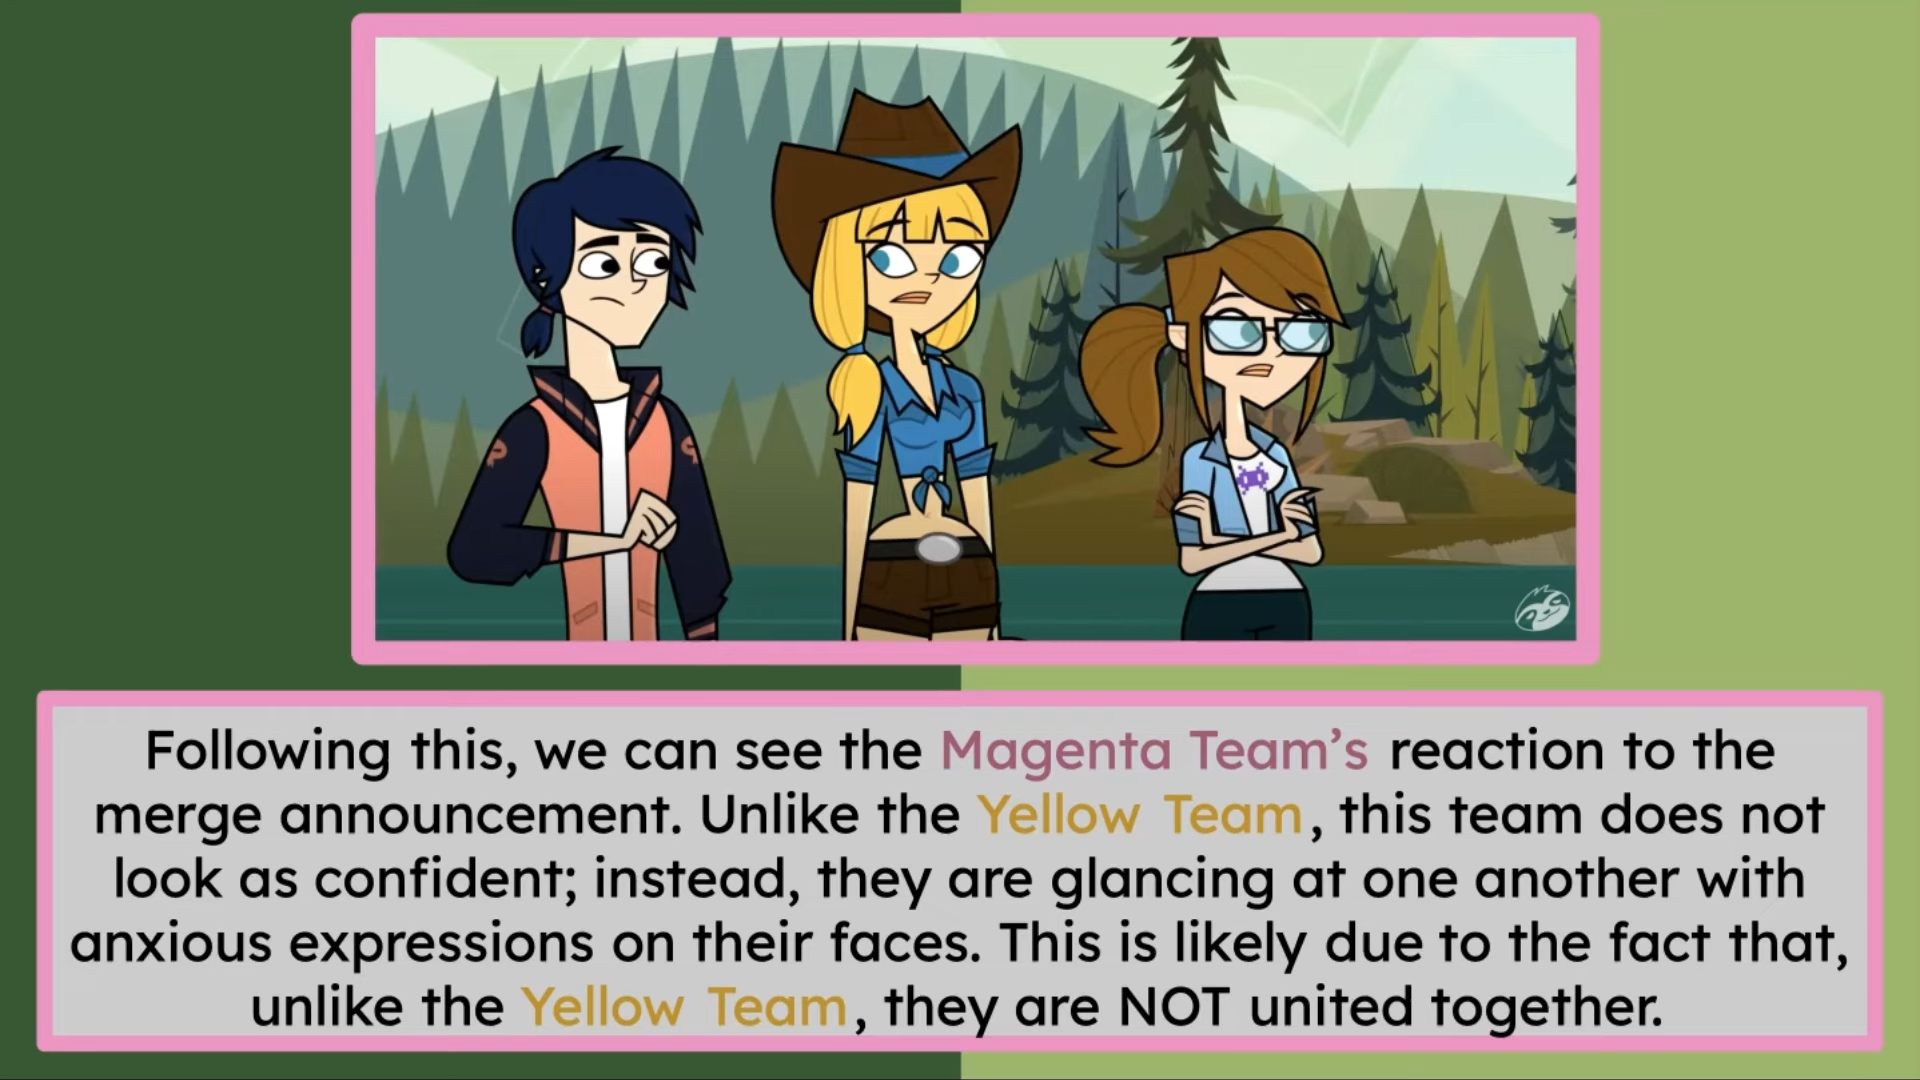 Following this, we can see the Magenta Team’s reaction to the
merge announcement. Unlike the Yellow Team, this team does not
look as confident; instead, they are glancing at one another with
anxious expressions on their faces. This is likely due to the fact that,
unlike the Yellow Team, they are NOT united together.